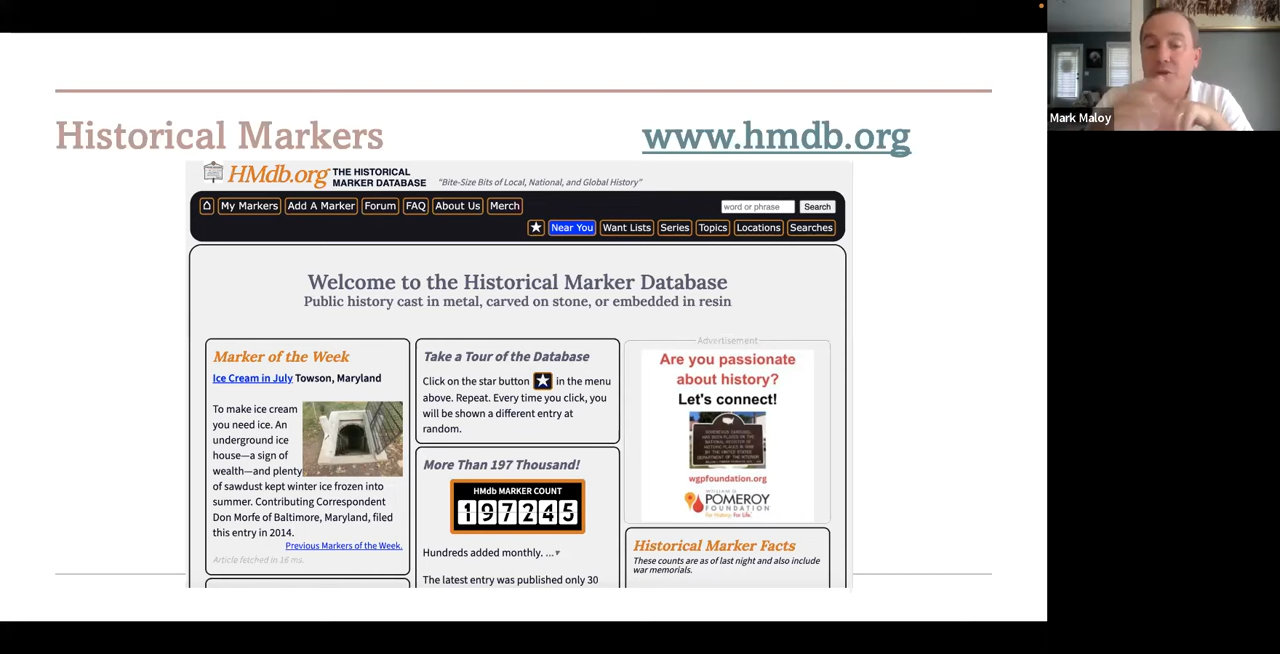 Historical Markers
www.hmdb.org
Mark Maloy
HMdb.org THE HISTORICAL
MARKER DATABASE
"Bite-Size Bits of Local, National, and Global History"
My Markers Add A Marker Forum FAQ About Us Merch
word or phrase Search
Near You Want Lists Series Topics Locations Searches
Welcome to the Historical Marker Database
Public history cast in metal, carved on stone, or embedded in resin
Marker of the Week
Ice Cream in July Towson, Maryland
To make ice cream
you need ice. An
underground ice
house—a sign of
wealth—and plenty
of sawdust kept winter ice frozen into
summer. Contributing Correspondent
Don Morfe of Baltimore, Maryland, filed
this entry in 2014.
Previous Markers of the Week.
Article fetched in 16 ms.
Take a Tour of the Database
Click on the star button in the menu
above. Repeat. Every time you click, you
will be shown a different entry at
random.
More Than 197 Thousand!
HMdb MARKER COUNT
197245
Hundreds added monthly. ...▾
The latest entry was published only 30
Advertisement
Are you passionate
about history?
Let's connect!
wgpfoundation.org
POMEROY
FOUNDATION
Historical Marker Facts
These counts are as of last night and also include
war memorials.